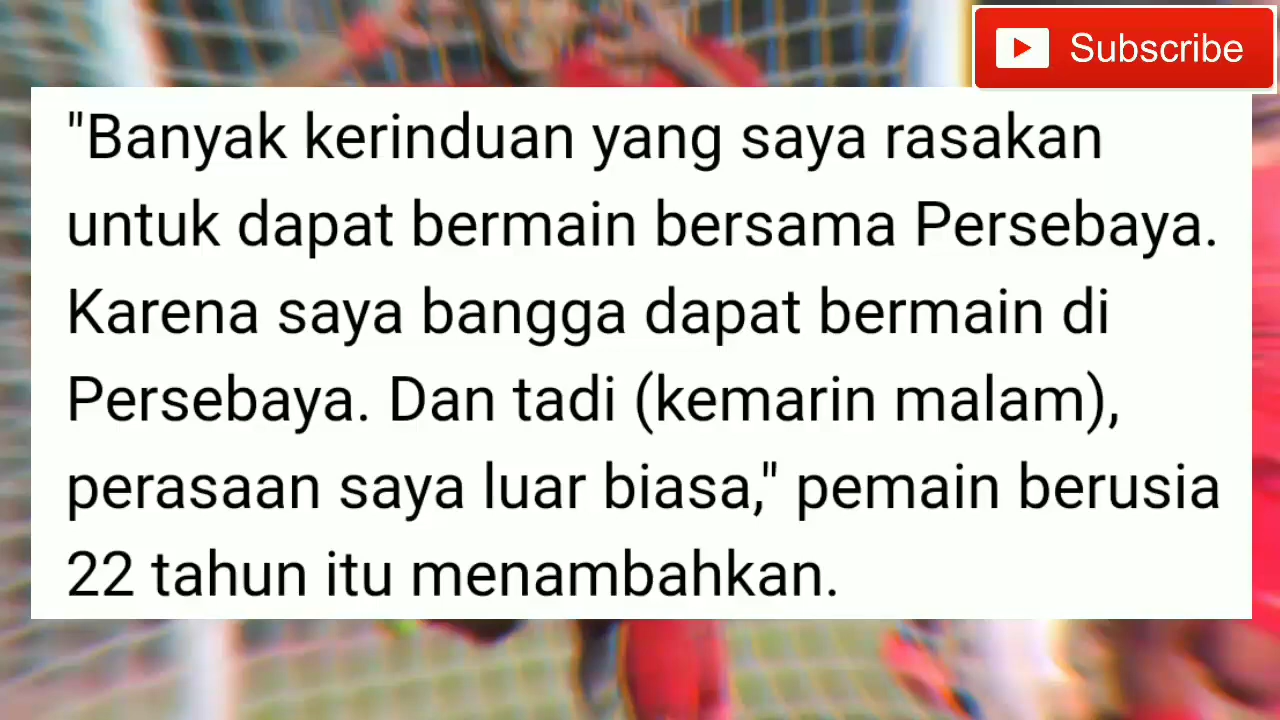 Subscribe
"Banyak kerinduan yang saya rasakan
untuk dapat bermain bersama Persebaya.
Karena saya bangga dapat bermain di
Persebaya. Dan tadi (kemarin malam),
perasaan saya luar biasa," pemain berusia
22 tahun itu menambahkan.